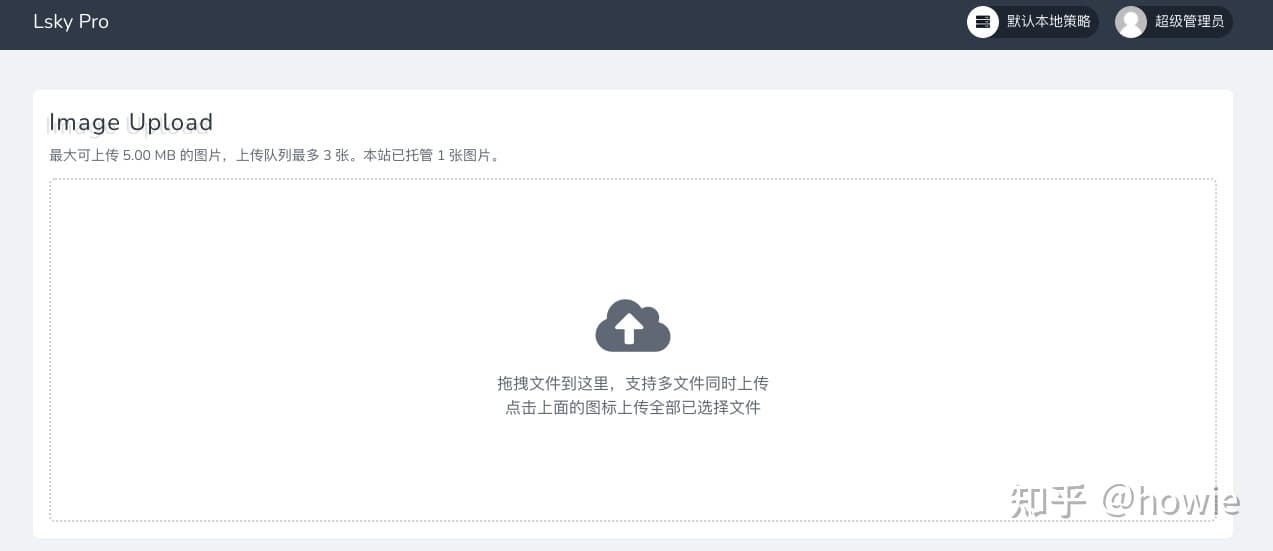 Lsky Pro
默认本地策略
超级管理员
Image Upload
最大可上传 5.00 MB 的图片，上传队列最多 3 张。本站已托管 1 张图片。
拖拽文件到这里，支持多文件同时上传
点击上面的图标上传全部已选择文件
知乎 @howie